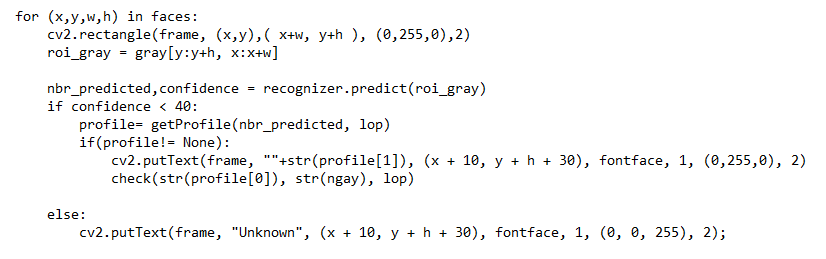 for (x,y,w,h) in faces:
    cv2.rectangle(frame, (x,y),( x+w, y+h ), (0,255,0),2)
    roi_gray = gray[y:y+h, x:x+w]

    nbr_predicted,confidence = recognizer.predict(roi_gray)
    if confidence < 40:
        profile= getProfile(nbr_predicted, lop)
        if(profile!= None):
            cv2.putText(frame, ""+str(profile[1]), (x + 10, y + h + 30), fontface, 1, (0,255,0), 2)
            check(str(profile[0]), str(ngay), lop)

    else:
        cv2.putText(frame, "Unknown", (x + 10, y + h + 30), fontface, 1, (0, 0, 255), 2);